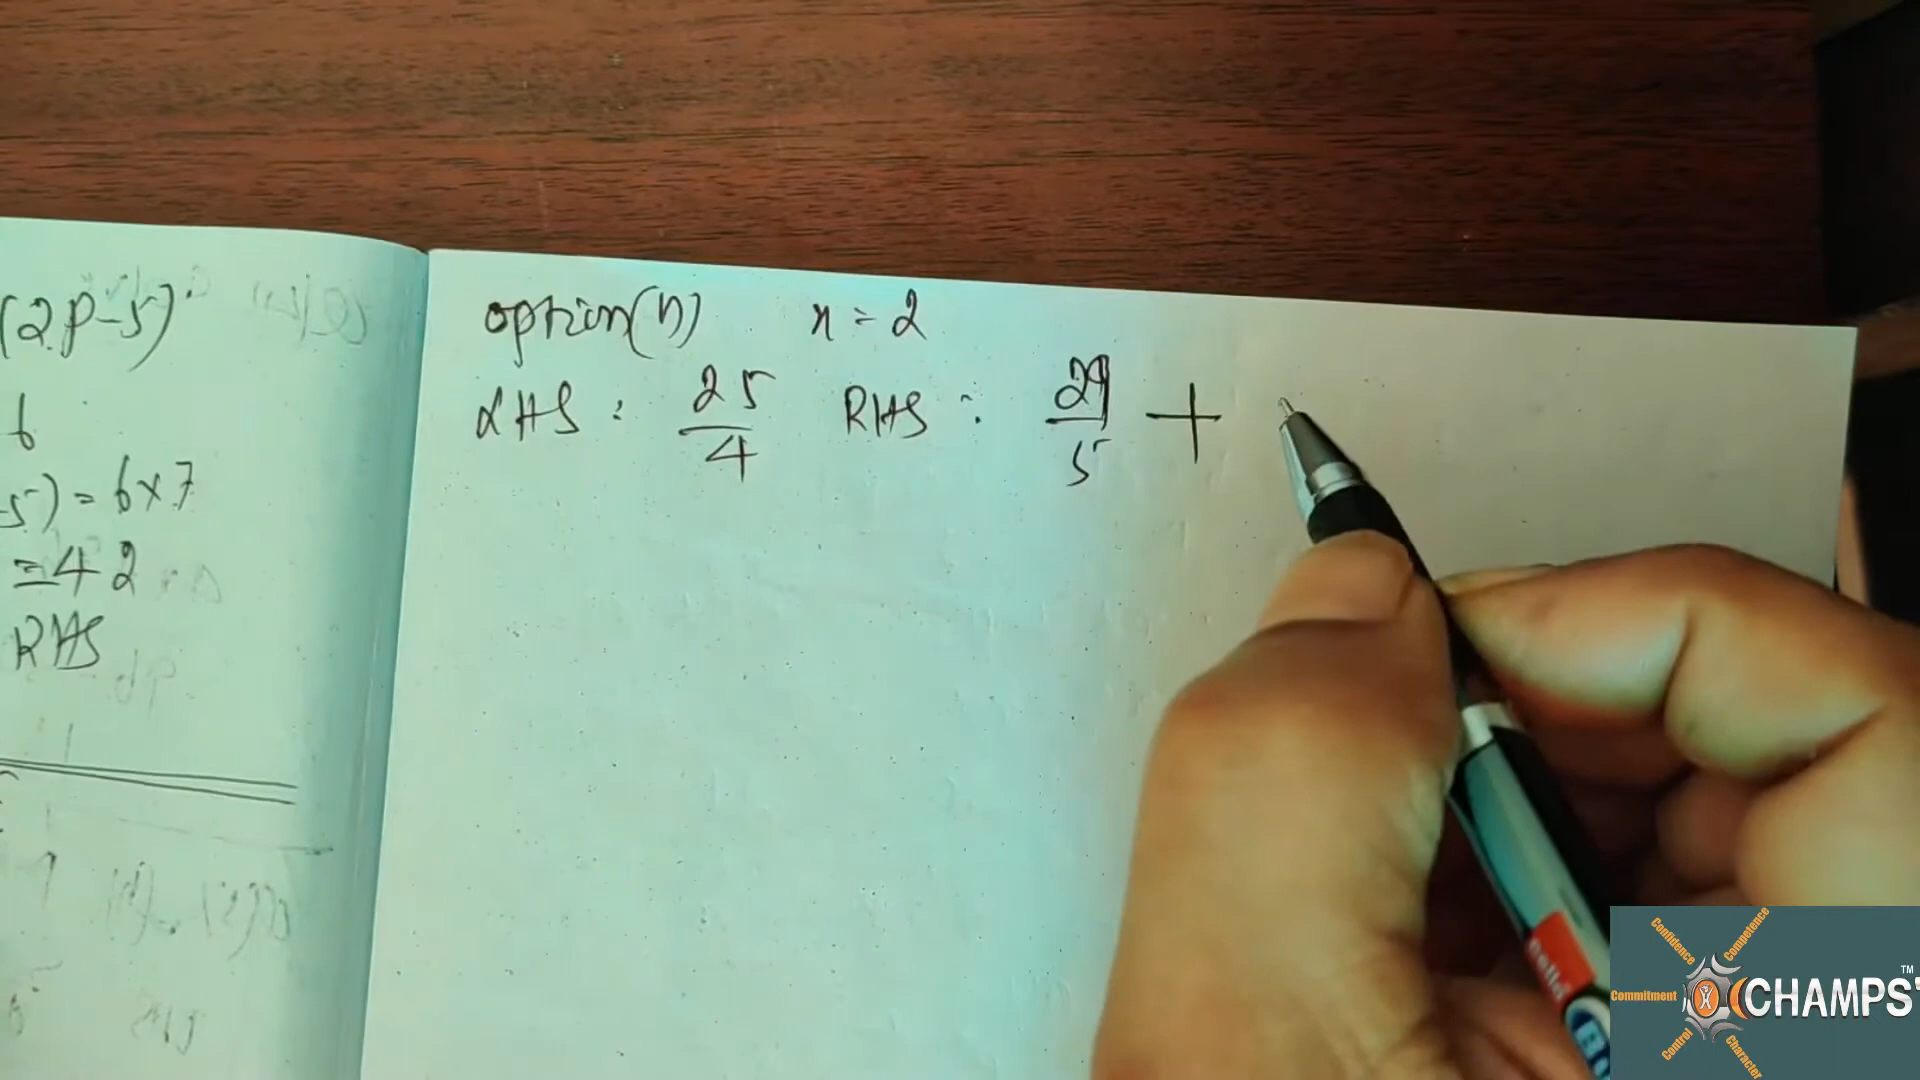 (2p-5)
6
-5) = 6x7
= 42
RHS
option(n) x = 2
LHS : 25/4 RHS : 29/5 +
cello
Confidence
Competence
Commitment
Control
Character
CHAMPS™